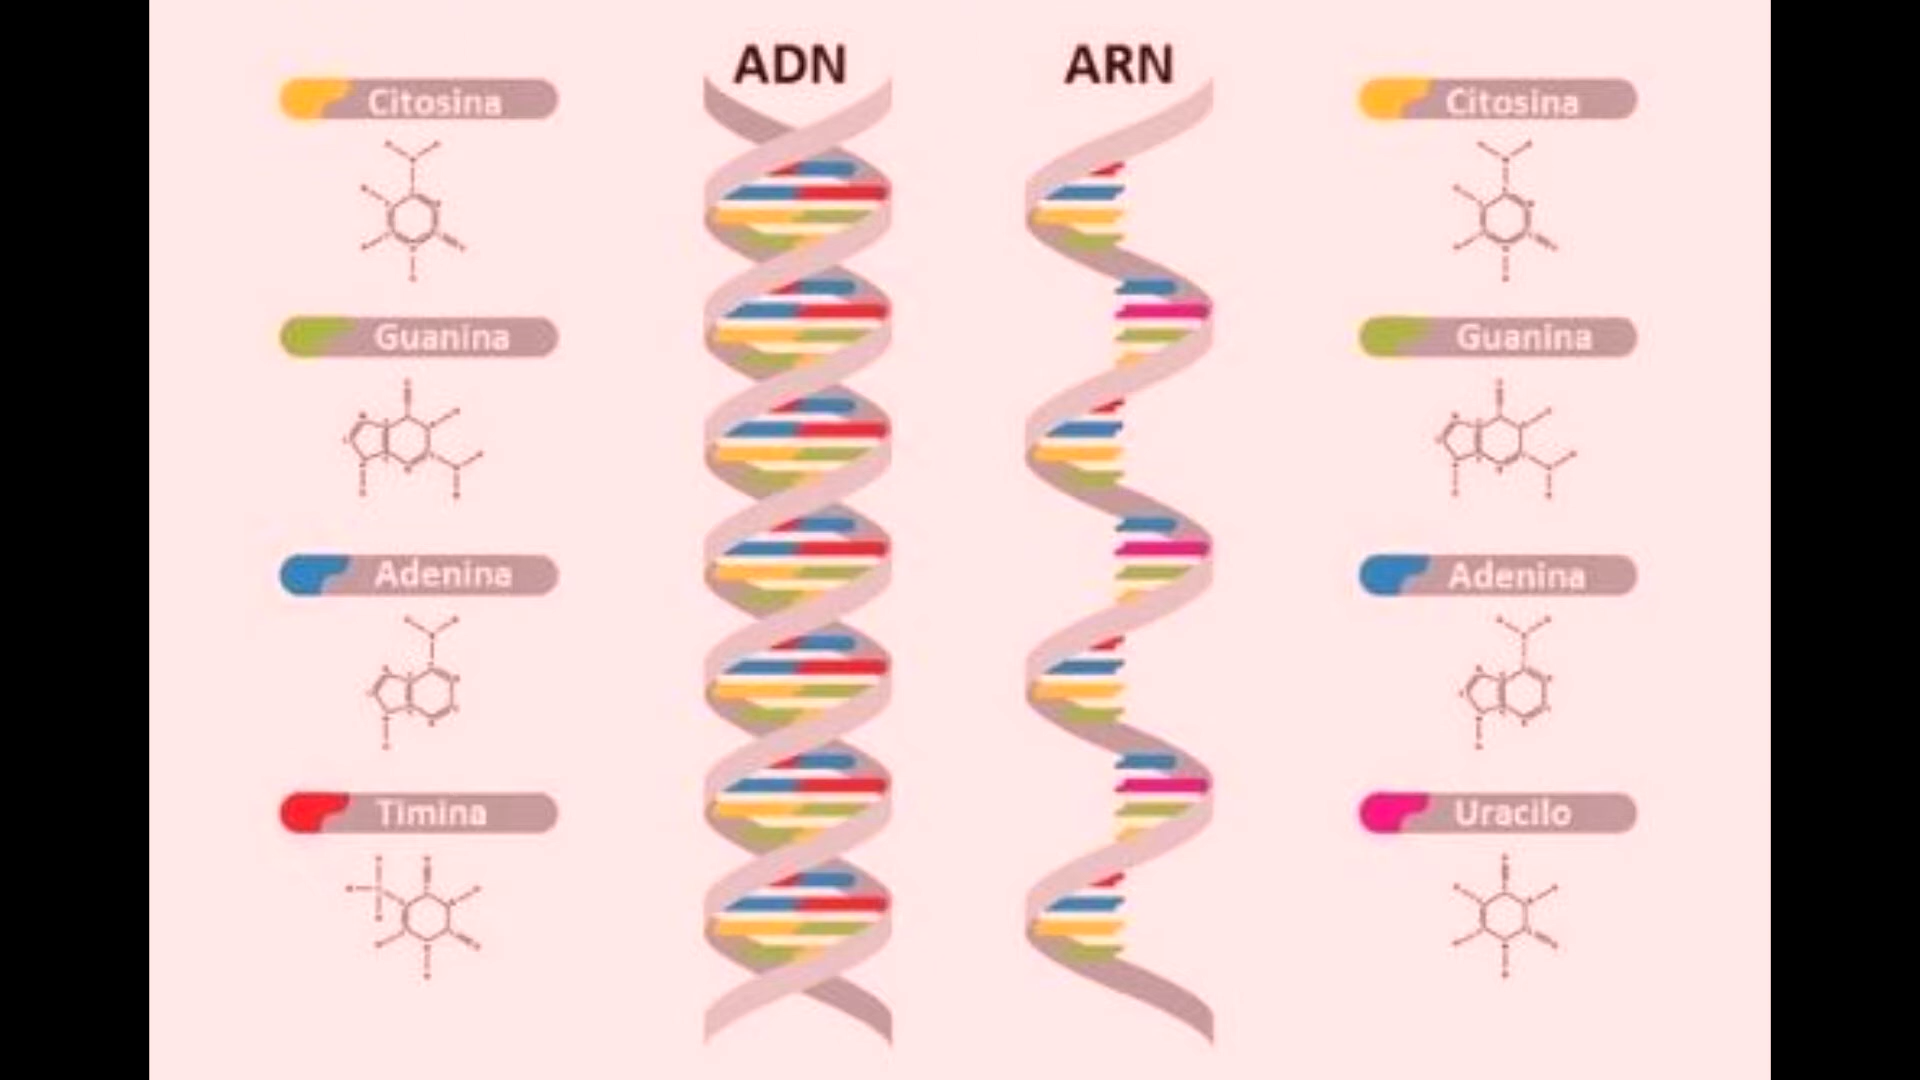 ADN
ARN
Citosina
Guanina
Adenina
Timina
Citosina
Guanina
Adenina
Uracilo